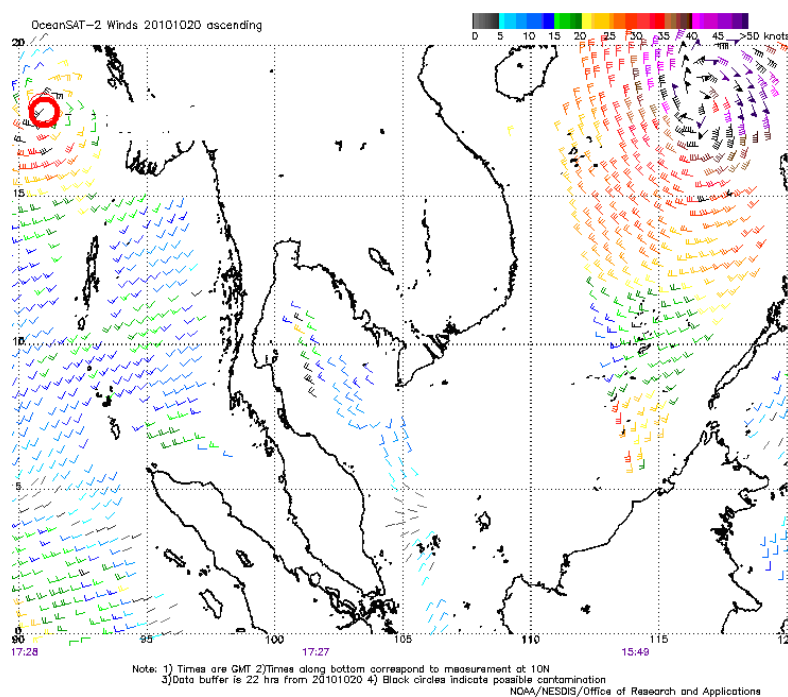 OceanSAT-2 Winds 20101020 ascending
0 5 10 15 20 25 30 35 40 45 >50 knots
20
15
10
5
0
90 95 100 105 110 115 12
17:28 17:27 15:49
Note: 1) Times are GMT 2)Times along bottom correspond to measurement at 10N
3)Data buffer is 22 hrs from 20101020 4) Black circles indicate possible contamination
NOAA/NESDIS/Office of Research and Applications